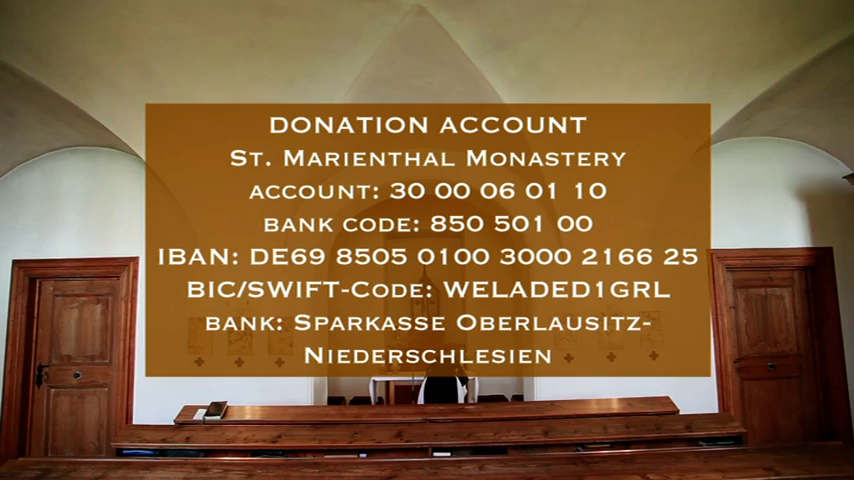 DONATION ACCOUNT
ST. MARIENTHAL MONASTERY
ACCOUNT: 30 00 06 01 10
BANK CODE: 850 501 00
IBAN: DE69 8505 0100 3000 2166 25
BIC/SWIFT-CODE: WELADED1GRL
BANK: SPARKASSE OBERLAUSITZ-
NIEDERSCHLESIEN